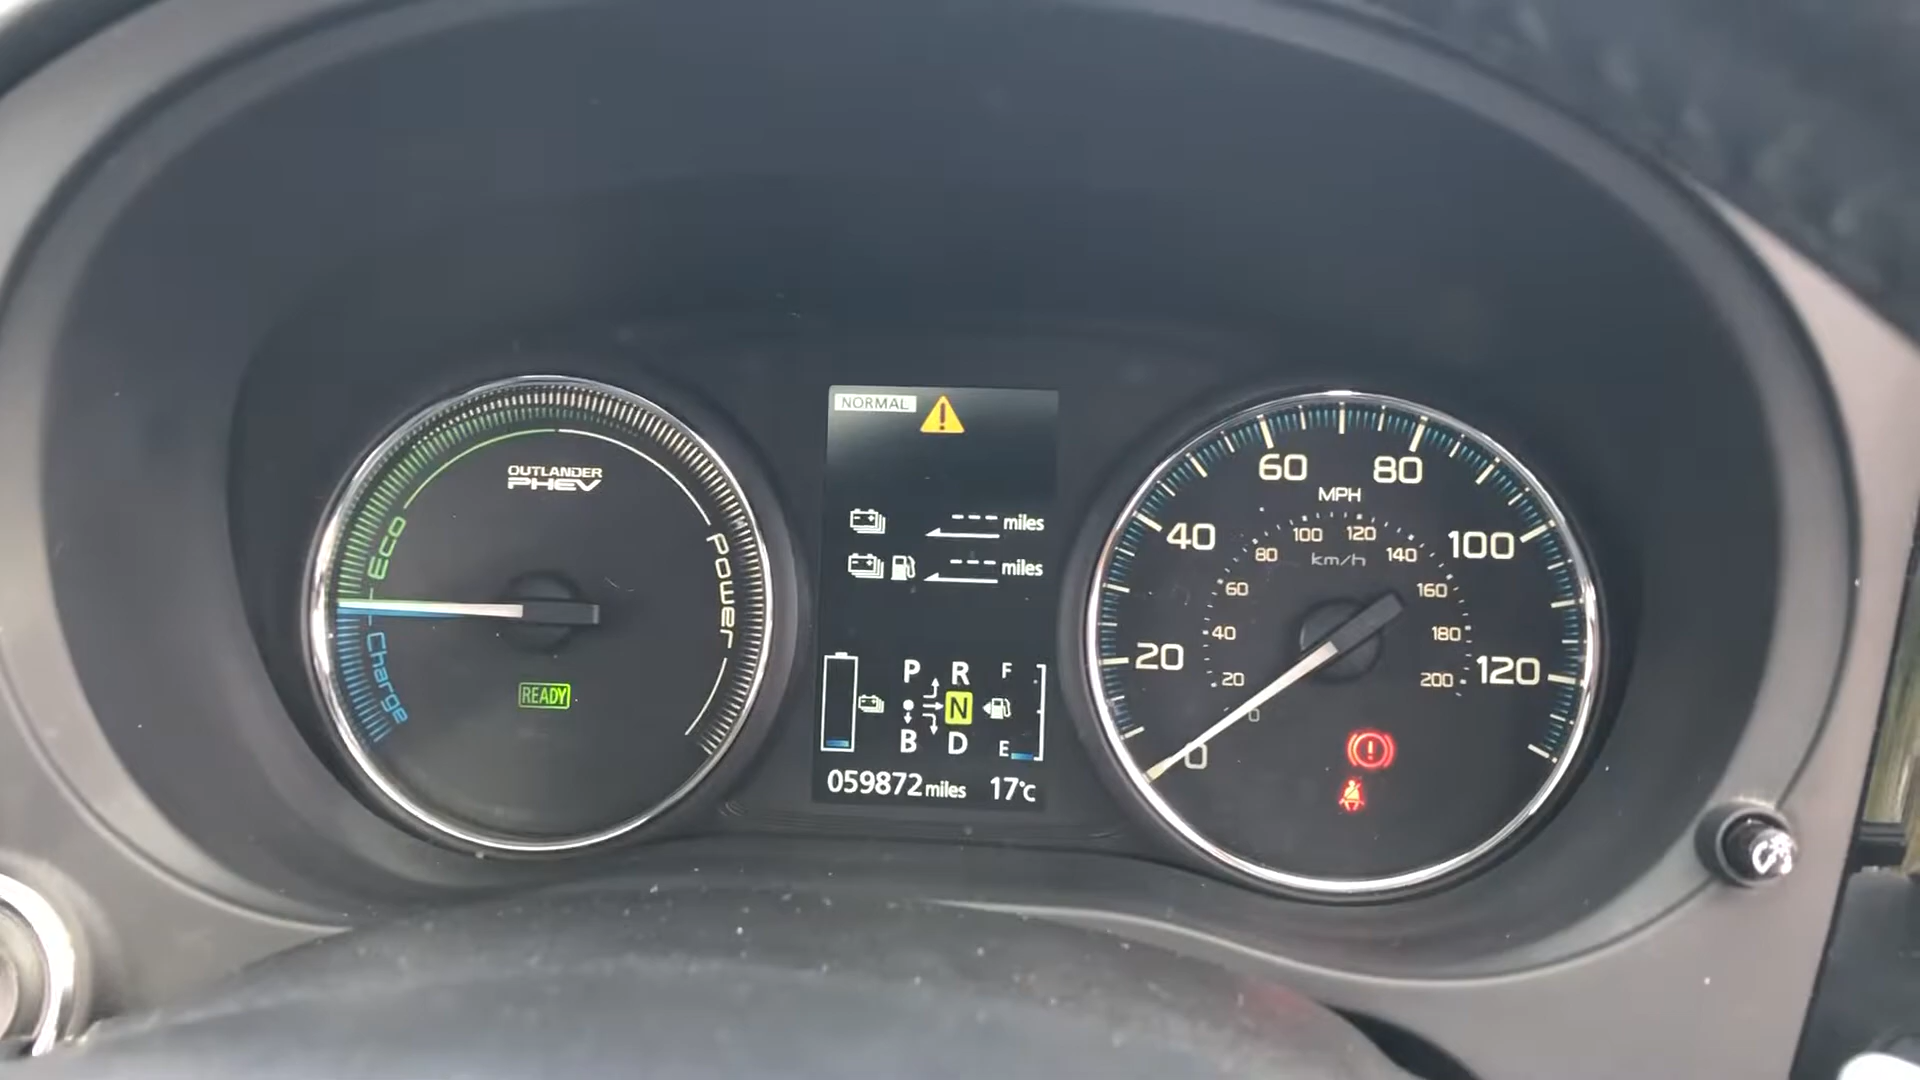 OUTLANDER
PHEV
Eco
Charge
Power
READY
NORMAL
--- miles
--- miles
P R F
N
B D E
059872 miles 17°C
MPH
km/h
0
20
40
60
80
100
120
0
20
40
60
80
100
120
140
160
180
200